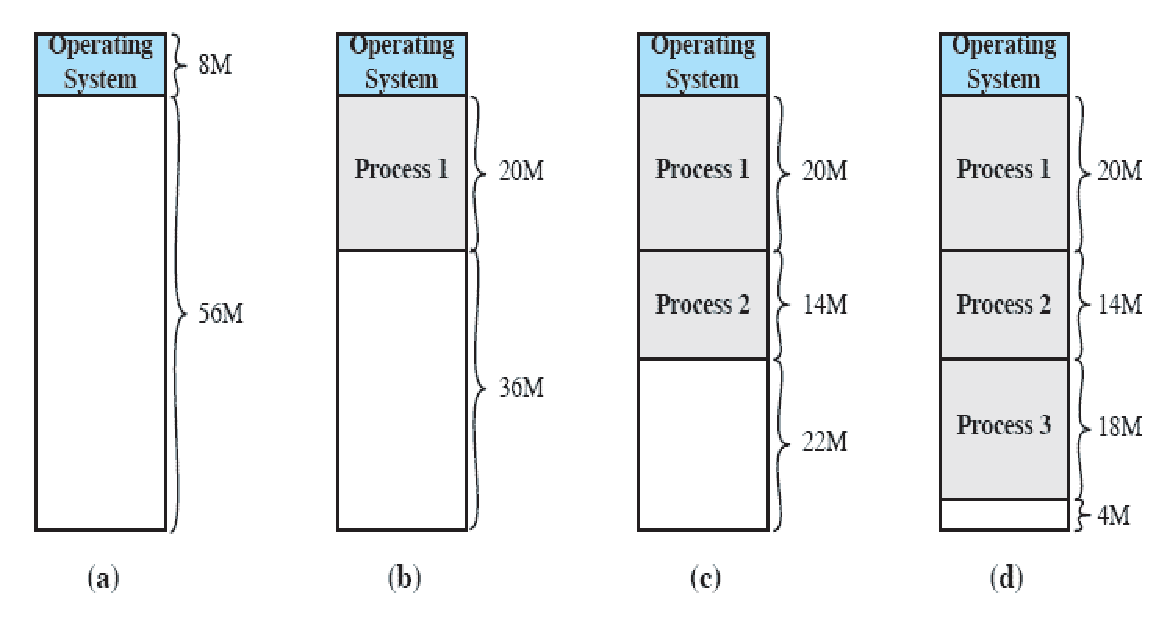 Operating
System
8M
56M
(a)
Operating
System
Process 1
20M
36M
(b)
Operating
System
Process 1
20M
Process 2
14M
22M
(c)
Operating
System
Process 1
20M
Process 2
14M
Process 3
18M
4M
(d)